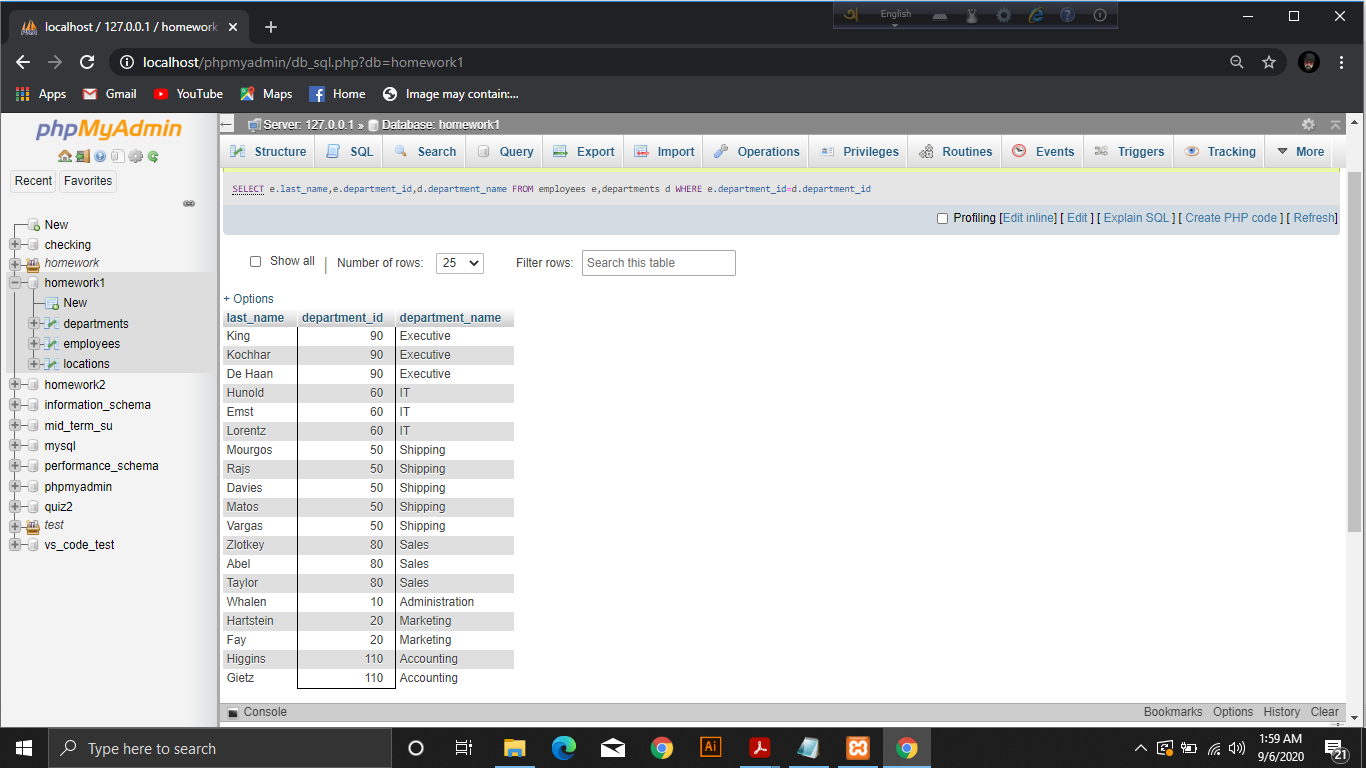 localhost / 127.0.0.1 / homework
English
localhost/phpmyadmin/db_sql.php?db=homework1
Apps Gmail YouTube Maps Home Image may contain:...
phpMyAdmin
Recent Favorites
New
checking
homework
homework1
New
departments
employees
locations
homework2
information_schema
mid_term_su
mysql
performance_schema
phpmyadmin
quiz2
test
vs_code_test
Server: 127.0.0.1 » Database: homework1
Structure SQL Search Query Export Import Operations Privileges Routines Events Triggers Tracking More
SELECT e.last_name,e.department_id,d.department_name FROM employees e,departments d WHERE e.department_id=d.department_id
Profiling [Edit inline] [ Edit ] [ Explain SQL ] [ Create PHP code ] [ Refresh]
Show all Number of rows: 25 Filter rows: Search this table
+ Options
last_name department_id department_name
King 90 Executive
Kochhar 90 Executive
De Haan 90 Executive
Hunold 60 IT
Ernst 60 IT
Lorentz 60 IT
Mourgos 50 Shipping
Rajs 50 Shipping
Davies 50 Shipping
Matos 50 Shipping
Vargas 50 Shipping
Zlotkey 80 Sales
Abel 80 Sales
Taylor 80 Sales
Whalen 10 Administration
Hartstein 20 Marketing
Fay 20 Marketing
Higgins 110 Accounting
Gietz 110 Accounting
Console Bookmarks Options History Clear
Type here to search
Ai
1:59 AM
9/6/2020
21